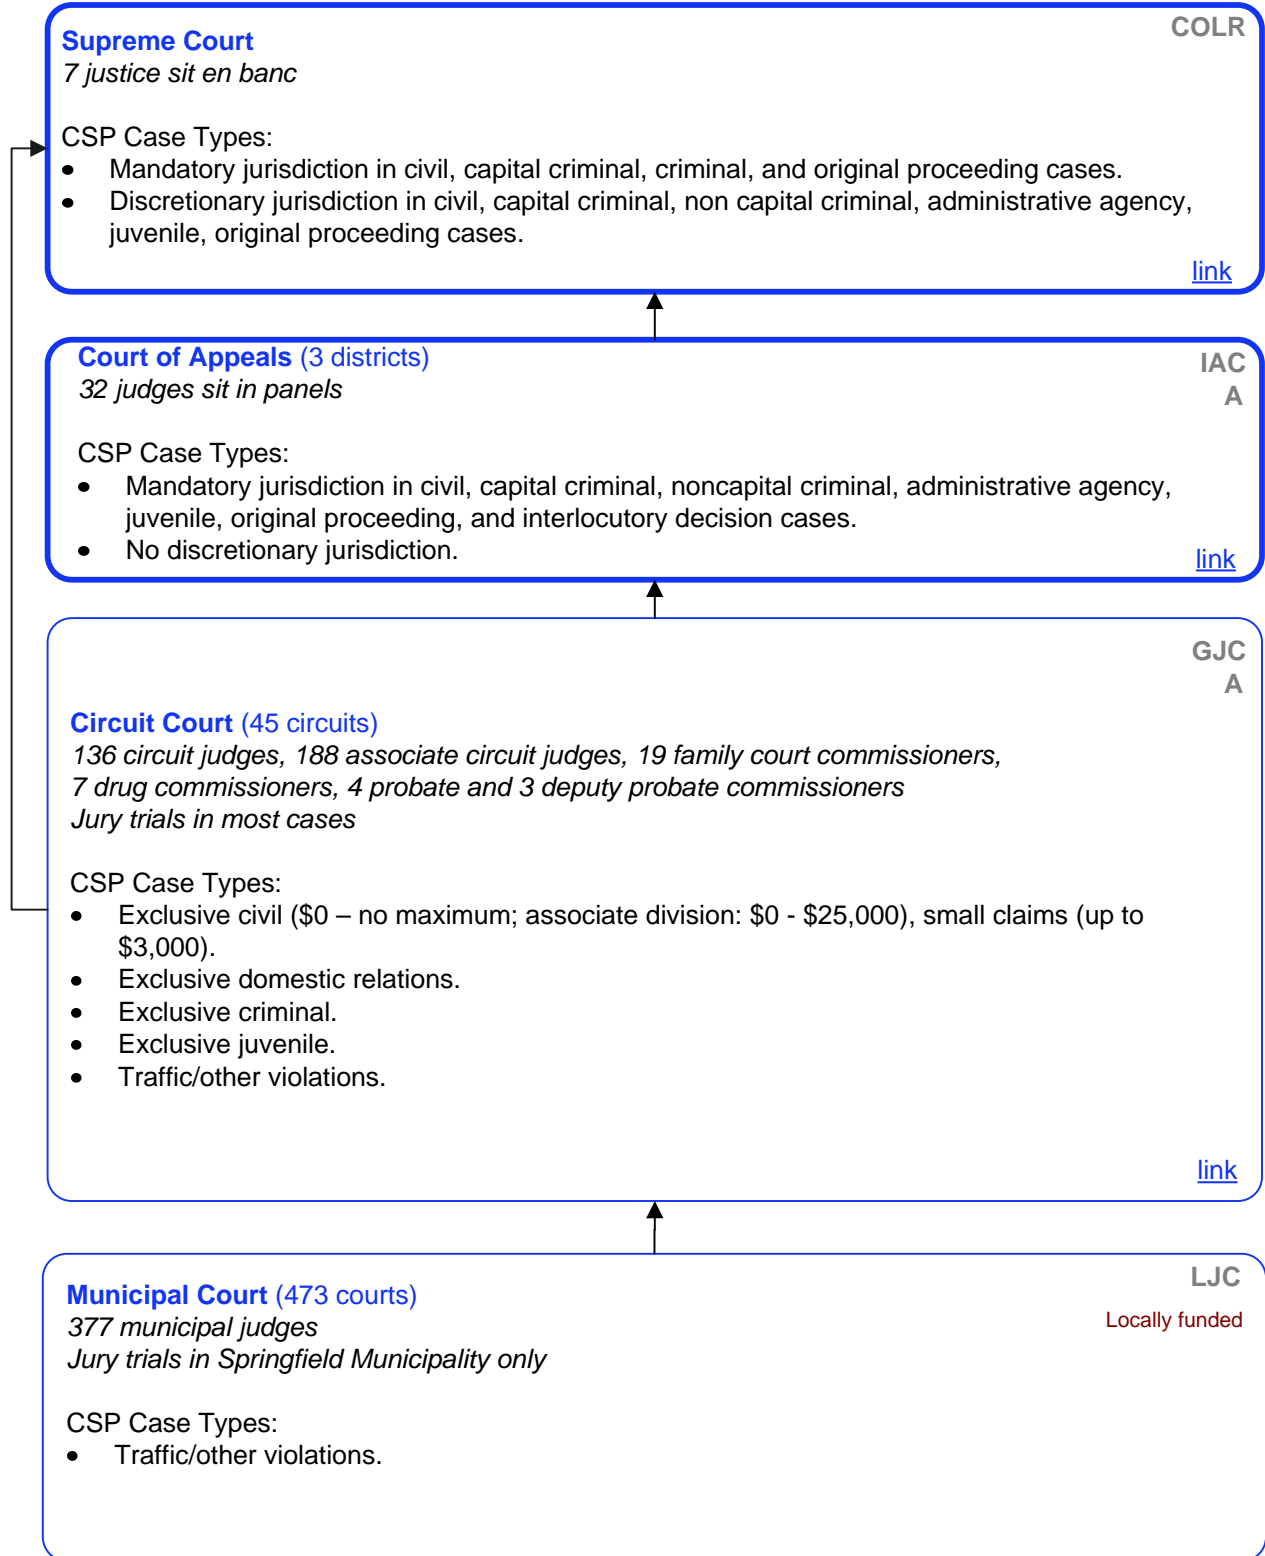 COLR
Supreme Court
7 justice sit en banc
CSP Case Types:
• Mandatory jurisdiction in civil, capital criminal, criminal, and original proceeding cases.
• Discretionary jurisdiction in civil, capital criminal, non capital criminal, administrative agency,
juvenile, original proceeding cases.
link
Court of Appeals (3 districts)
IAC
32 judges sit in panels
A
CSP Case Types:
• Mandatory jurisdiction in civil, capital criminal, noncapital criminal, administrative agency,
juvenile, original proceeding, and interlocutory decision cases.
• No discretionary jurisdiction.
link
GJC
A
Circuit Court (45 circuits)
136 circuit judges, 188 associate circuit judges, 19 family court commissioners,
7 drug commissioners, 4 probate and 3 deputy probate commissioners
Jury trials in most cases
CSP Case Types:
• Exclusive civil ($0 – no maximum; associate division: $0 - $25,000), small claims (up to
$3,000).
• Exclusive domestic relations.
• Exclusive criminal.
• Exclusive juvenile.
• Traffic/other violations.
link
LJC
Municipal Court (473 courts)
Locally funded
377 municipal judges
Jury trials in Springfield Municipality only
CSP Case Types:
• Traffic/other violations.